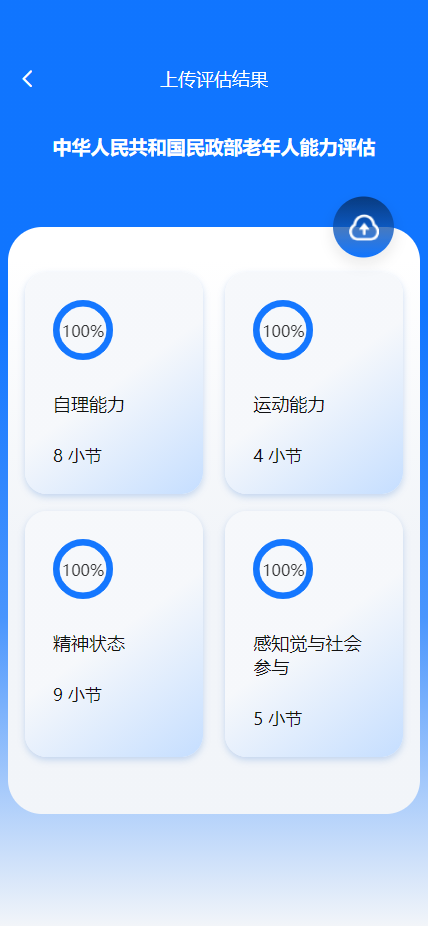 上传评估结果
中华人民共和国民政部老年人能力评估
100%
自理能力
8 小节
100%
运动能力
4 小节
100%
精神状态
9 小节
100%
感知觉与社会
参与
5 小节